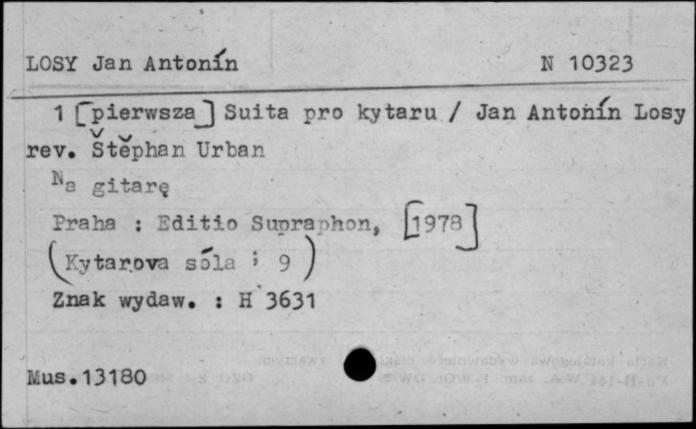 LOSY Jan Antonín N 10323
1 [pierwsza] Suita pro kytaru / Jan Antonín Losy
rev. Štěphan Urban
Na gitarę
Praha : Editio Supraphon, [1978]
(Kytarova sóla ; 9 )
Znak wydaw. : H 3631
Mus.13180